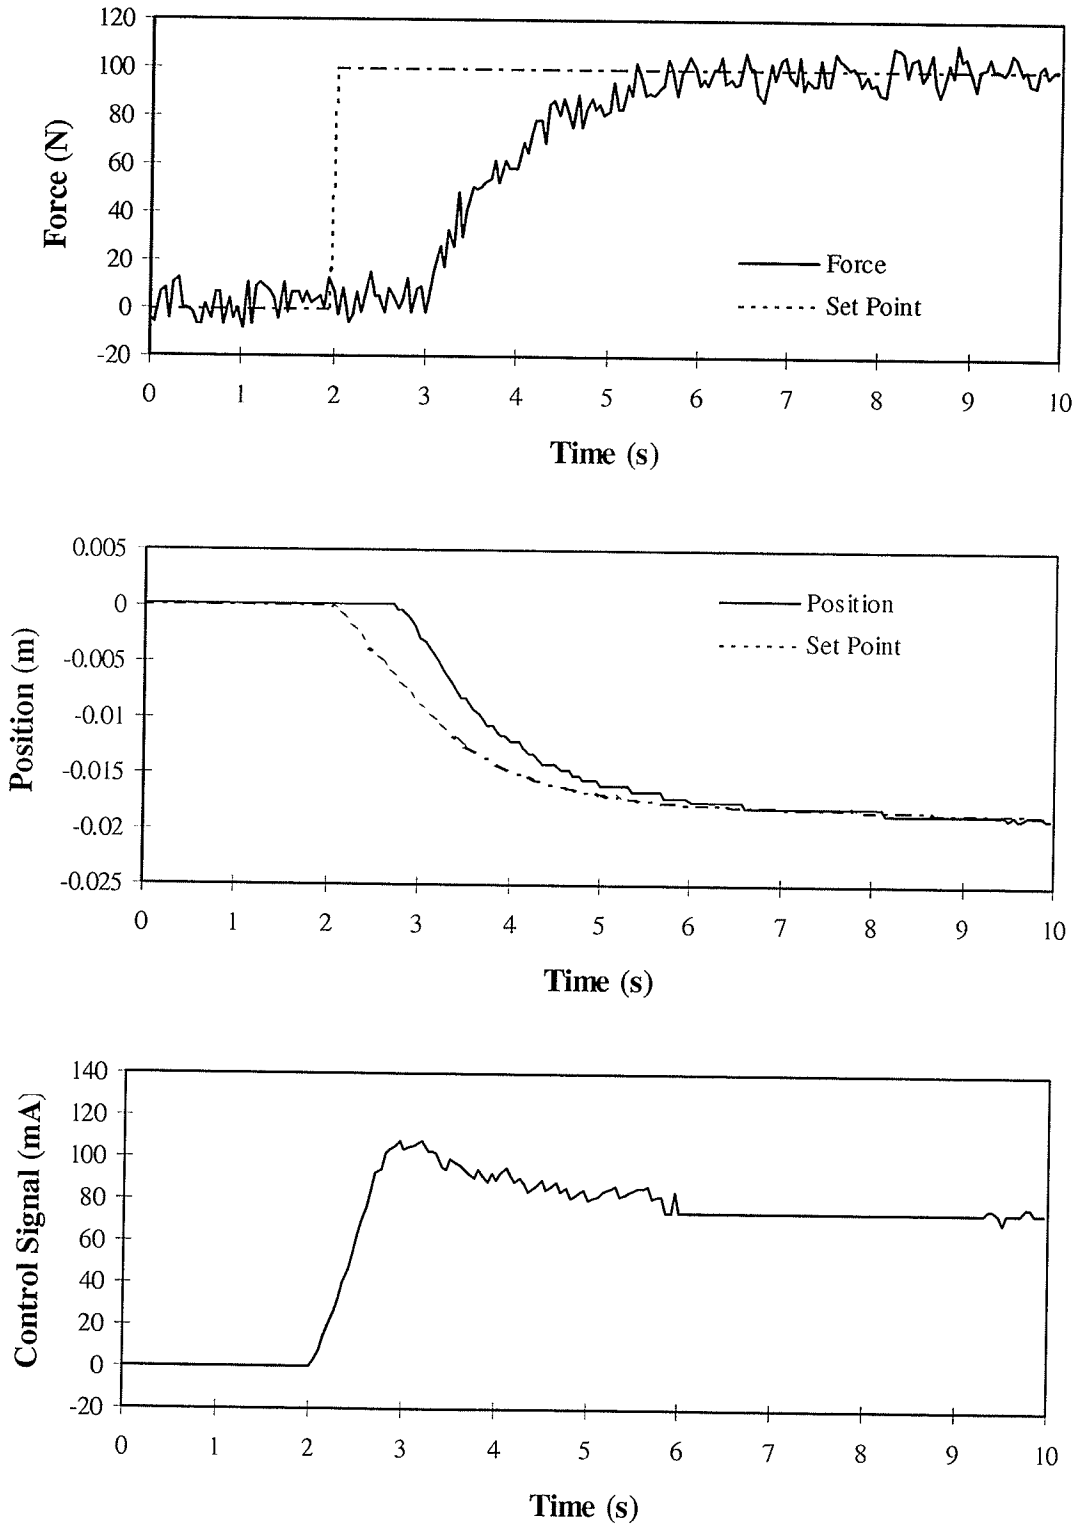 120
100
80
60
40
20
0
-20
Force (N)
Force
Set Point
0 1 2 3 4 5 6 7 8 9 10
Time (s)
0.005
0
-0.005
-0.01
-0.015
-0.02
-0.025
Position (m)
Position
Set Point
0 1 2 3 4 5 6 7 8 9 10
Time (s)
140
120
100
80
60
40
20
0
-20
Control Signal (mA)
0 1 2 3 4 5 6 7 8 9 10
Time (s)